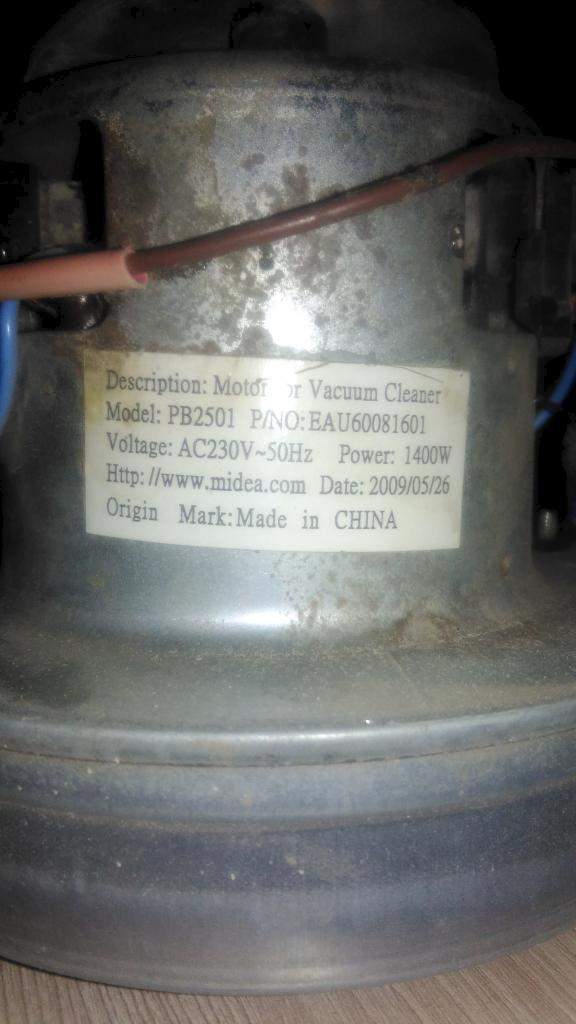 Description: Motor for Vacuum Cleaner
Model: PB2501 P/NO:EAU60081601
Voltage: AC230V~50Hz Power: 1400W
Http://www.midea.com Date: 2009/05/26
Origin Mark:Made in CHINA